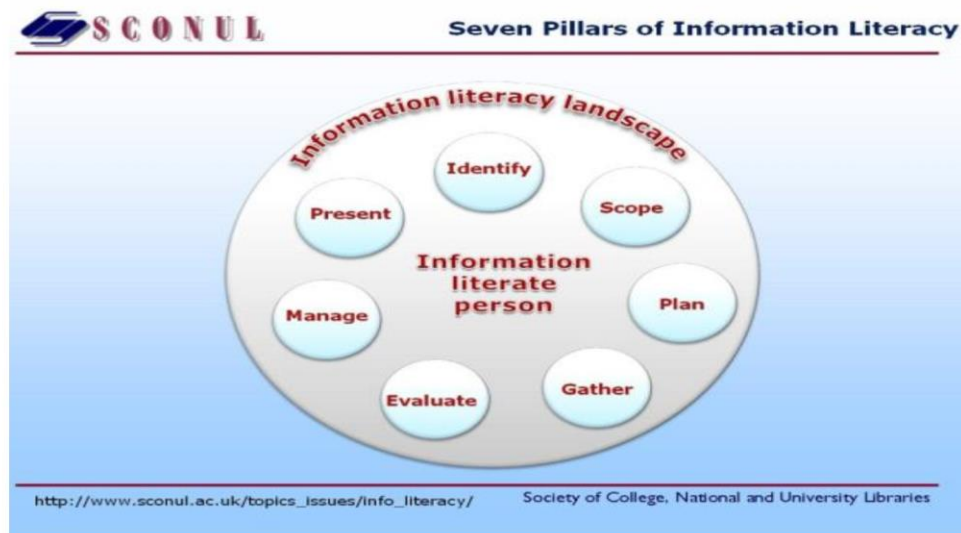 SCONUL
Seven Pillars of Information Literacy
Information literacy landscape
Identify
Scope
Plan
Gather
Evaluate
Manage
Present
Information
literate
person
http://www.sconul.ac.uk/topics_issues/info_literacy/
Society of College, National and University Libraries